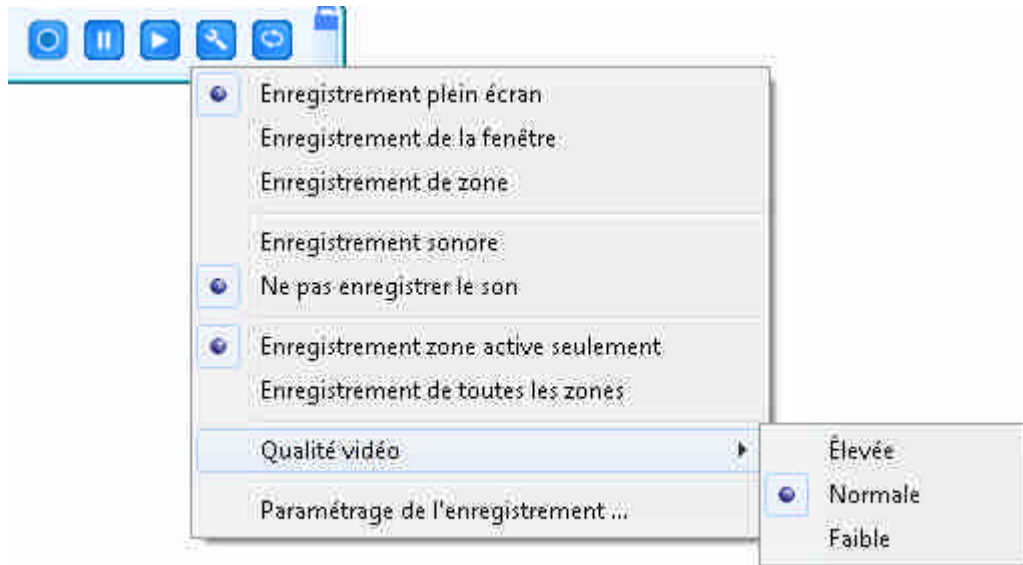 Enregistrement plein écran
Enregistrement de la fenêtre
Enregistrement de zone
Enregistrement sonore
Ne pas enregistrer le son
Enregistrement zone active seulement
Enregistrement de toutes les zones
Qualité vidéo
Élevée
Normale
Faible
Paramétrage de l'enregistrement ...